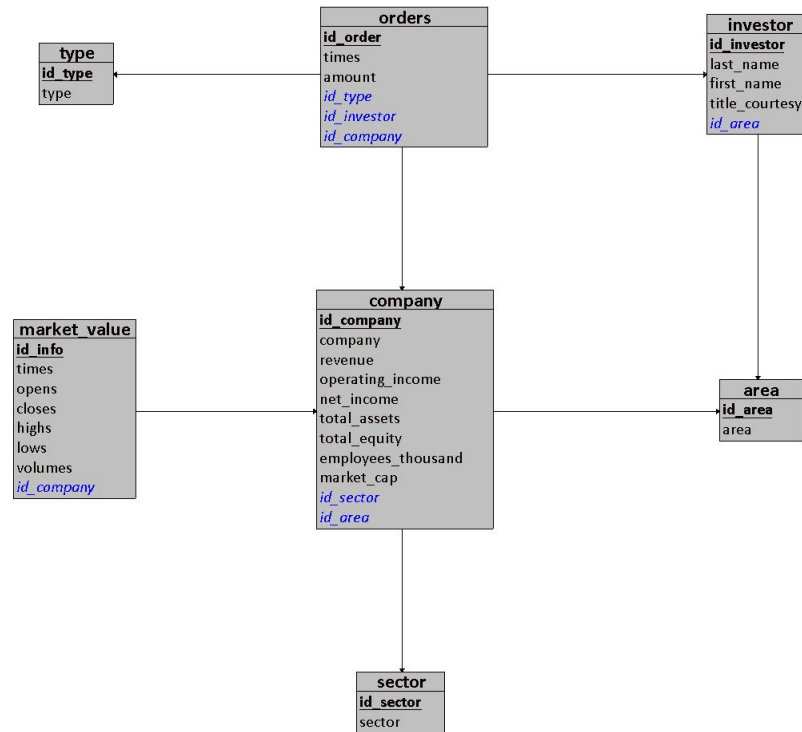 type
id_type
type
orders
id_order
times
amount
id_type
id_investor
id_company
investor
id_investor
last_name
first_name
title_courtesy
id_area
market_value
id_info
times
opens
closes
highs
lows
volumes
id_company
company
id_company
company
revenue
operating_income
net_income
total_assets
total_equity
employees_thousand
market_cap
id_sector
id_area
area
id_area
area
sector
id_sector
sector